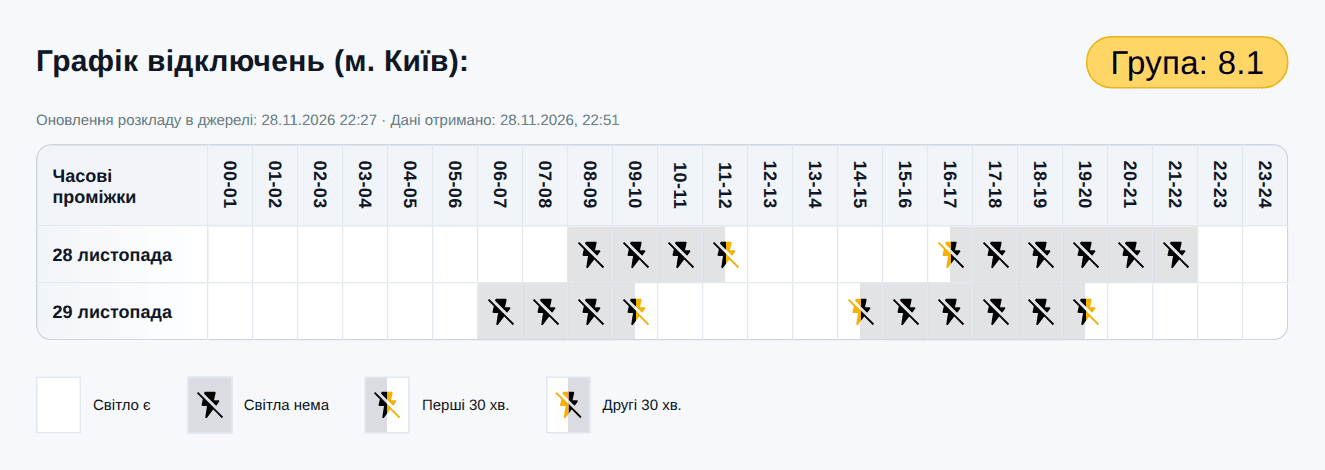 Графік відключень (м. Київ):
Група: 8.1
Оновлення розкладу в джерелі: 28.11.2026 22:27 · Дані отримано: 28.11.2026, 22:51
Часові
проміжки
00-01
01-02
02-03
03-04
04-05
05-06
06-07
07-08
08-09
09-10
10-11
11-12
12-13
13-14
14-15
15-16
16-17
17-18
18-19
19-20
20-21
21-22
22-23
23-24
28 листопада
29 листопада
Світло є
Світла нема
Перші 30 хв.
Другі 30 хв.